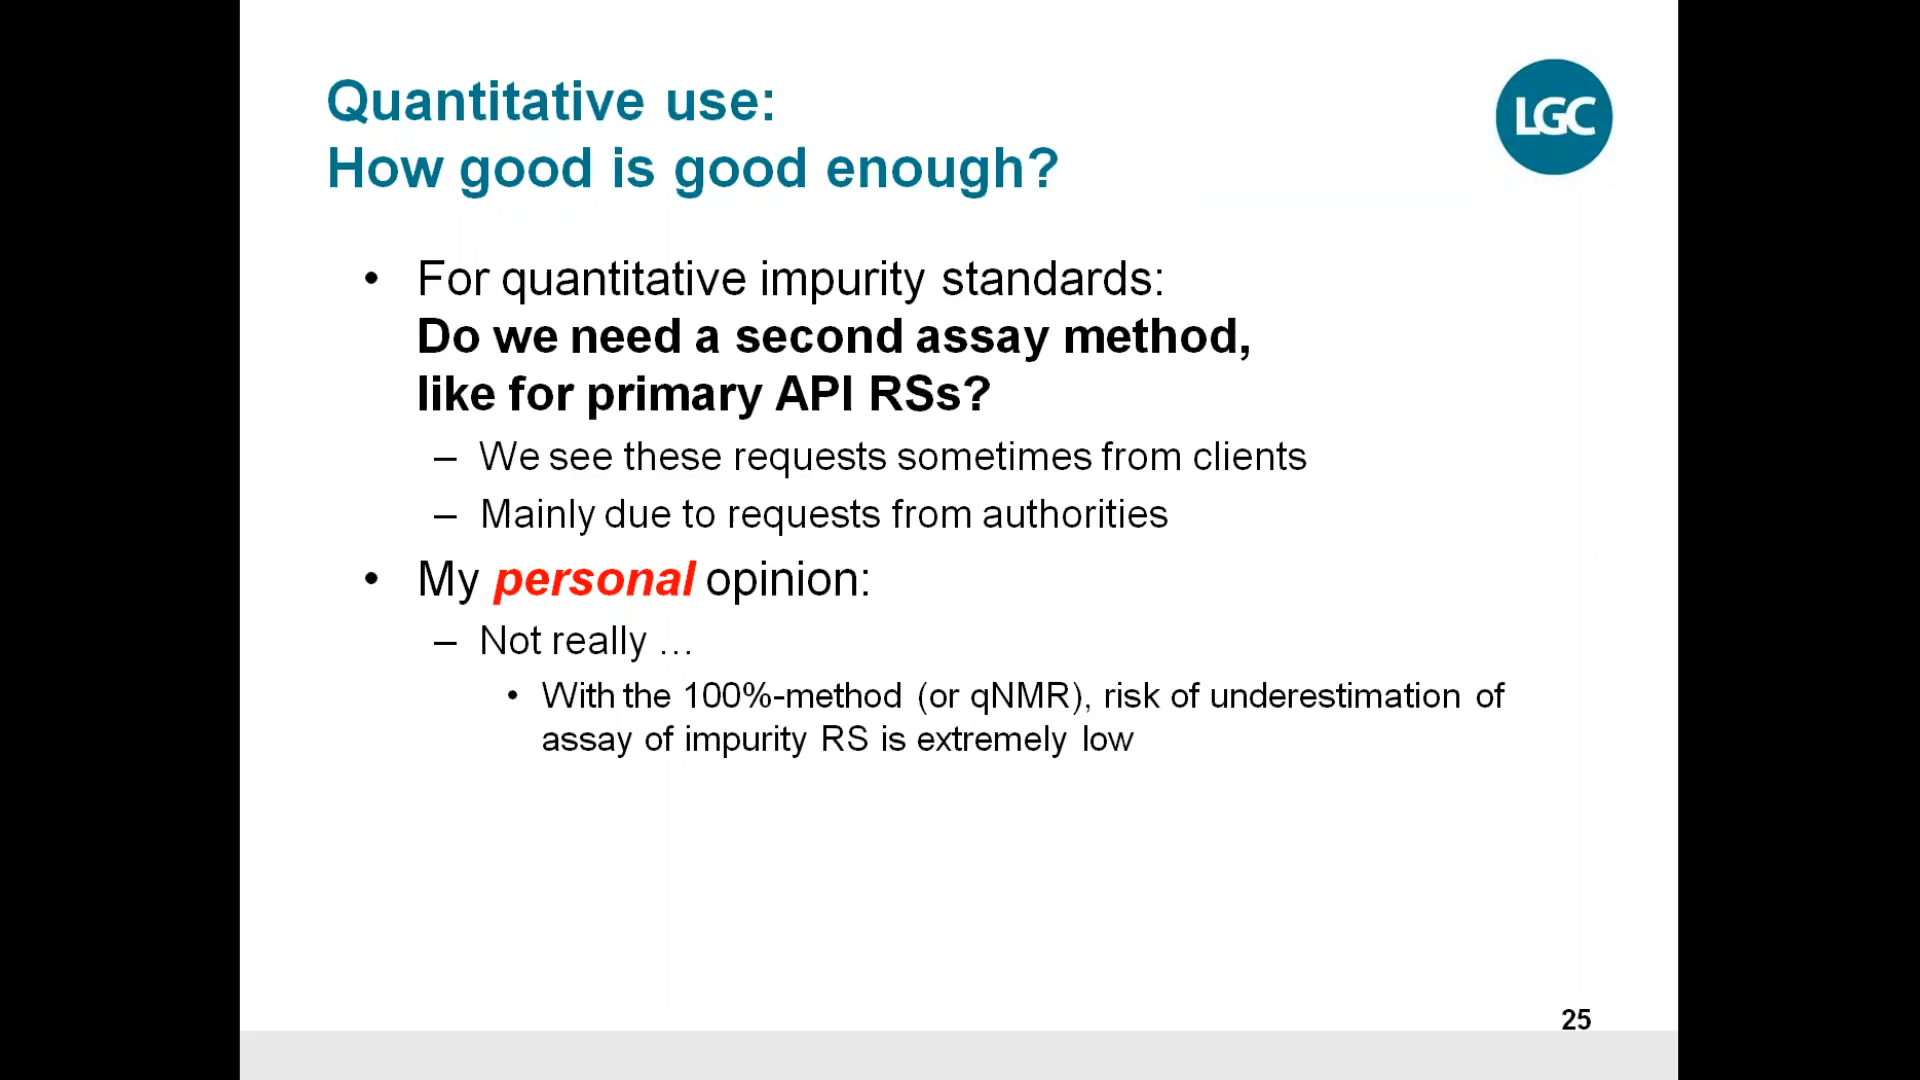 Quantitative use:
How good is good enough?
LGC
• For quantitative impurity standards:
Do we need a second assay method,
like for primary API RSs?
– We see these requests sometimes from clients
– Mainly due to requests from authorities
• My personal opinion:
– Not really …
• With the 100%-method (or qNMR), risk of underestimation of
assay of impurity RS is extremely low
25